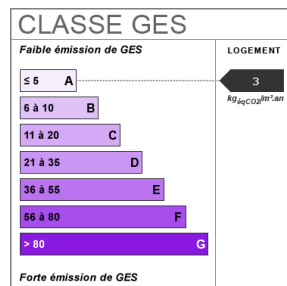 CLASSE GES
Faible émission de GES
LOGEMENT
≤ 5 A
3
kgéqCO2/m².an
6 à 10 B
11 à 20 C
21 à 35 D
36 à 55 E
56 à 80 F
> 80 G
Forte émission de GES